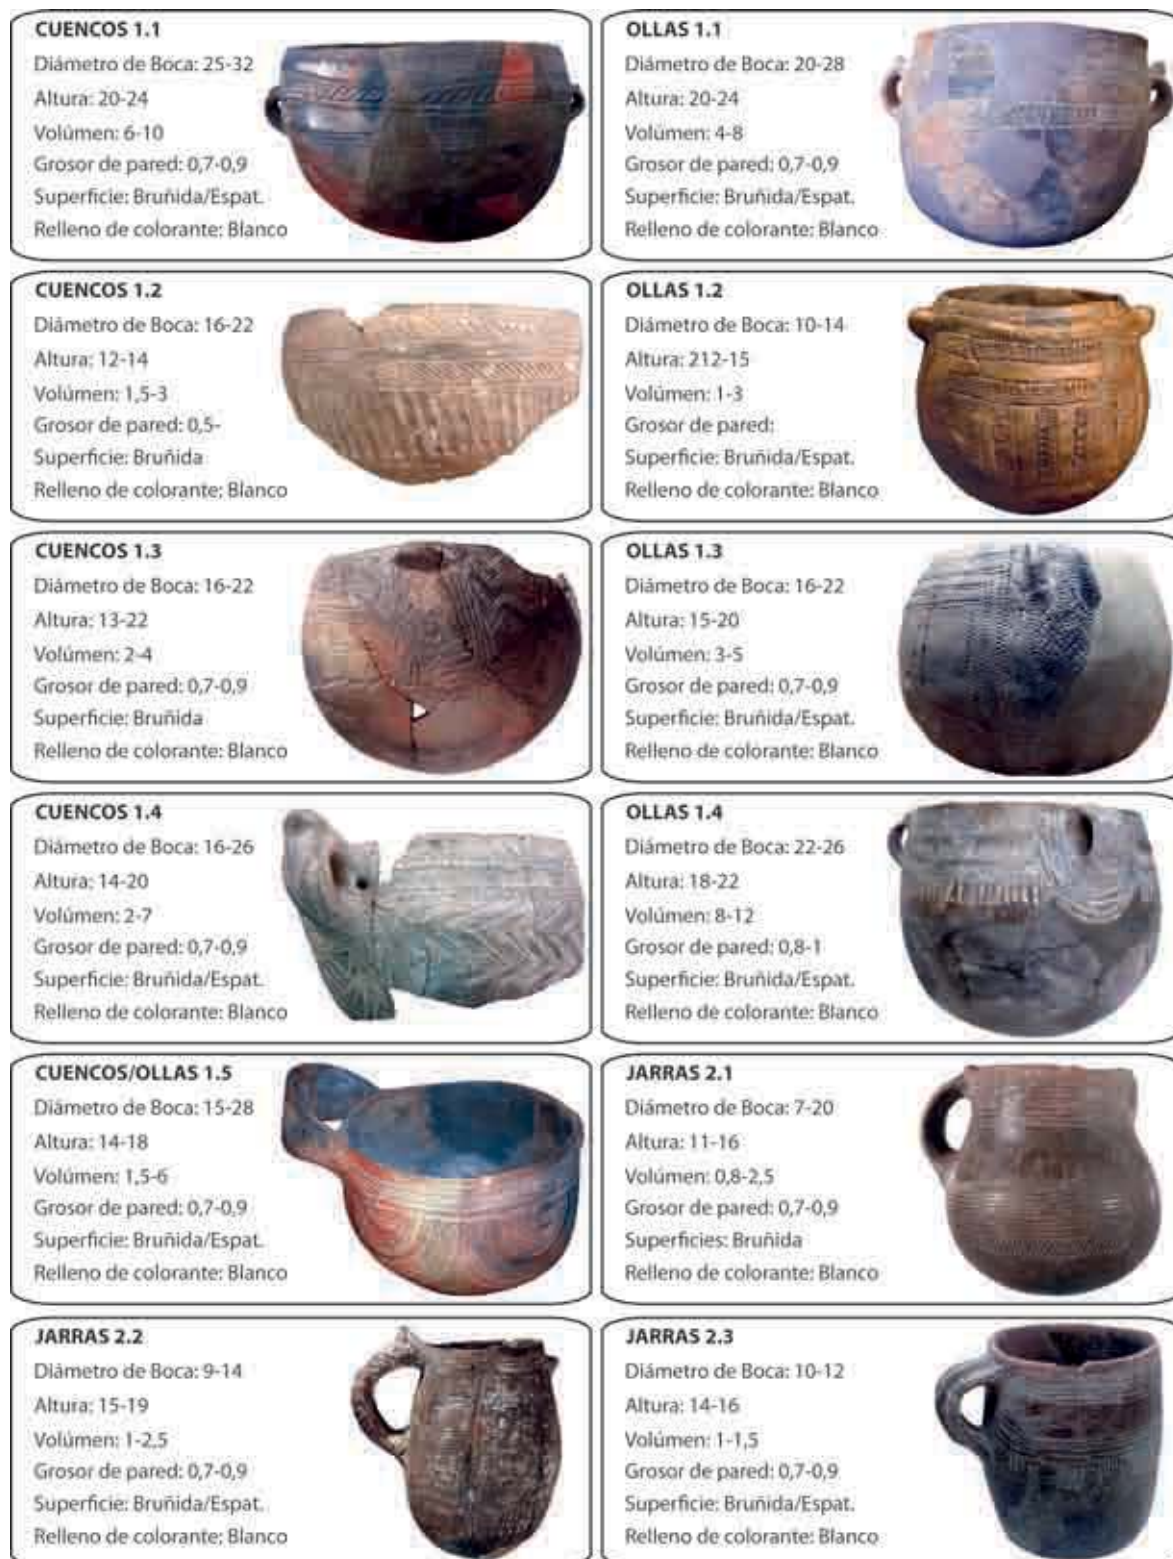 CUENCOS 1.1
Diámetro de Boca: 25-32
Altura: 20-24
Volúmen: 6-10
Grosor de pared: 0,7-0,9
Superficie: Bruñida/Espat.
Relleno de colorante: Blanco
OLLAS 1.1
Diámetro de Boca: 20-28
Altura: 20-24
Volúmen: 4-8
Grosor de pared: 0,7-0,9
Superficie: Bruñida/Espat.
Relleno de colorante: Blanco
CUENCOS 1.2
Diámetro de Boca: 16-22
Altura: 12-14
Volúmen: 1,5-3
Grosor de pared: 0,5-
Superficie: Bruñida
Relleno de colorante: Blanco
OLLAS 1.2
Diámetro de Boca: 10-14
Altura: 212-15
Volúmen: 1-3
Grosor de pared:
Superficie: Bruñida/Espat.
Relleno de colorante: Blanco
CUENCOS 1.3
Diámetro de Boca: 16-22
Altura: 13-22
Volúmen: 2-4
Grosor de pared: 0,7-0,9
Superficie: Bruñida
Relleno de colorante: Blanco
OLLAS 1.3
Diámetro de Boca: 16-22
Altura: 15-20
Volúmen: 3-5
Grosor de pared: 0,7-0,9
Superficie: Bruñida/Espat.
Relleno de colorante: Blanco
CUENCOS 1.4
Diámetro de Boca: 16-26
Altura: 14-20
Volúmen: 2-7
Grosor de pared: 0,7-0,9
Superficie: Bruñida/Espat.
Relleno de colorante: Blanco
OLLAS 1.4
Diámetro de Boca: 22-26
Altura: 18-22
Volúmen: 8-12
Grosor de pared: 0,8-1
Superficie: Bruñida/Espat.
Relleno de colorante: Blanco
CUENCOS/OLLAS 1.5
Diámetro de Boca: 15-28
Altura: 14-18
Volúmen: 1,5-6
Grosor de pared: 0,7-0,9
Superficie: Bruñida/Espat.
Relleno de colorante: Blanco
JARRAS 2.1
Diámetro de Boca: 7-20
Altura: 11-16
Volúmen: 0,8-2,5
Grosor de pared: 0,7-0,9
Superficies: Bruñida
Relleno de colorante: Blanco
JARRAS 2.2
Diámetro de Boca: 9-14
Altura: 15-19
Volúmen: 1-2,5
Grosor de pared: 0,7-0,9
Superficie: Bruñida/Espat.
Relleno de colorante: Blanco
JARRAS 2.3
Diámetro de Boca: 10-12
Altura: 14-16
Volúmen: 1-1,5
Grosor de pared: 0,7-0,9
Superficie: Bruñida/Espat.
Relleno de colorante: Blanco